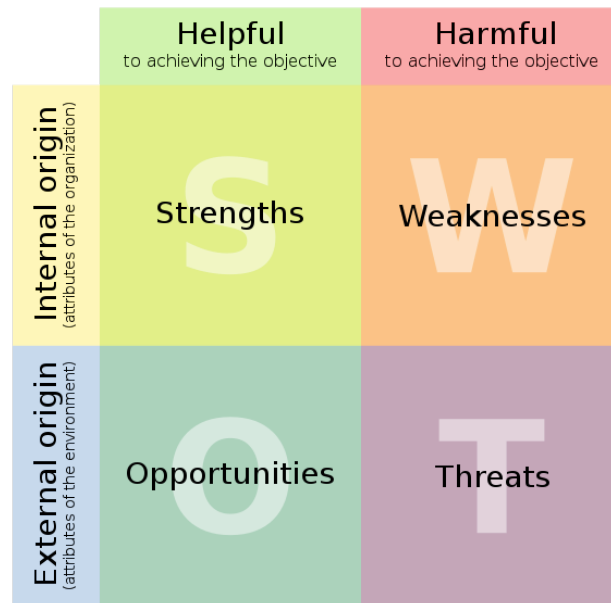 Helpful
to achieving the objective
Harmful
to achieving the objective
Internal origin
(attributes of the organization)
S
Strengths
W
Weaknesses
External origin
(attributes of the environment)
O
Opportunities
T
Threats